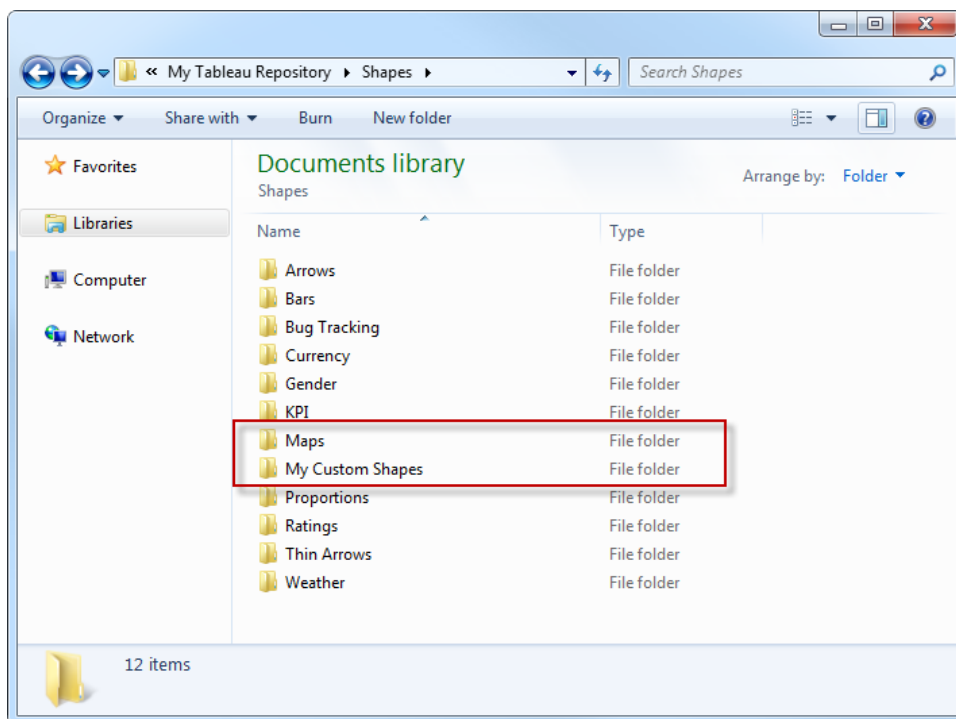 « My Tableau Repository ▸ Shapes ▸ Search Shapes
Organize Share with Burn New folder
Favorites
Libraries
Computer
Network
Documents library
Shapes
Arrange by: Folder
Name Type
Arrows File folder
Bars File folder
Bug Tracking File folder
Currency File folder
Gender File folder
KPI File folder
Maps File folder
My Custom Shapes File folder
Proportions File folder
Ratings File folder
Thin Arrows File folder
Weather File folder
12 items